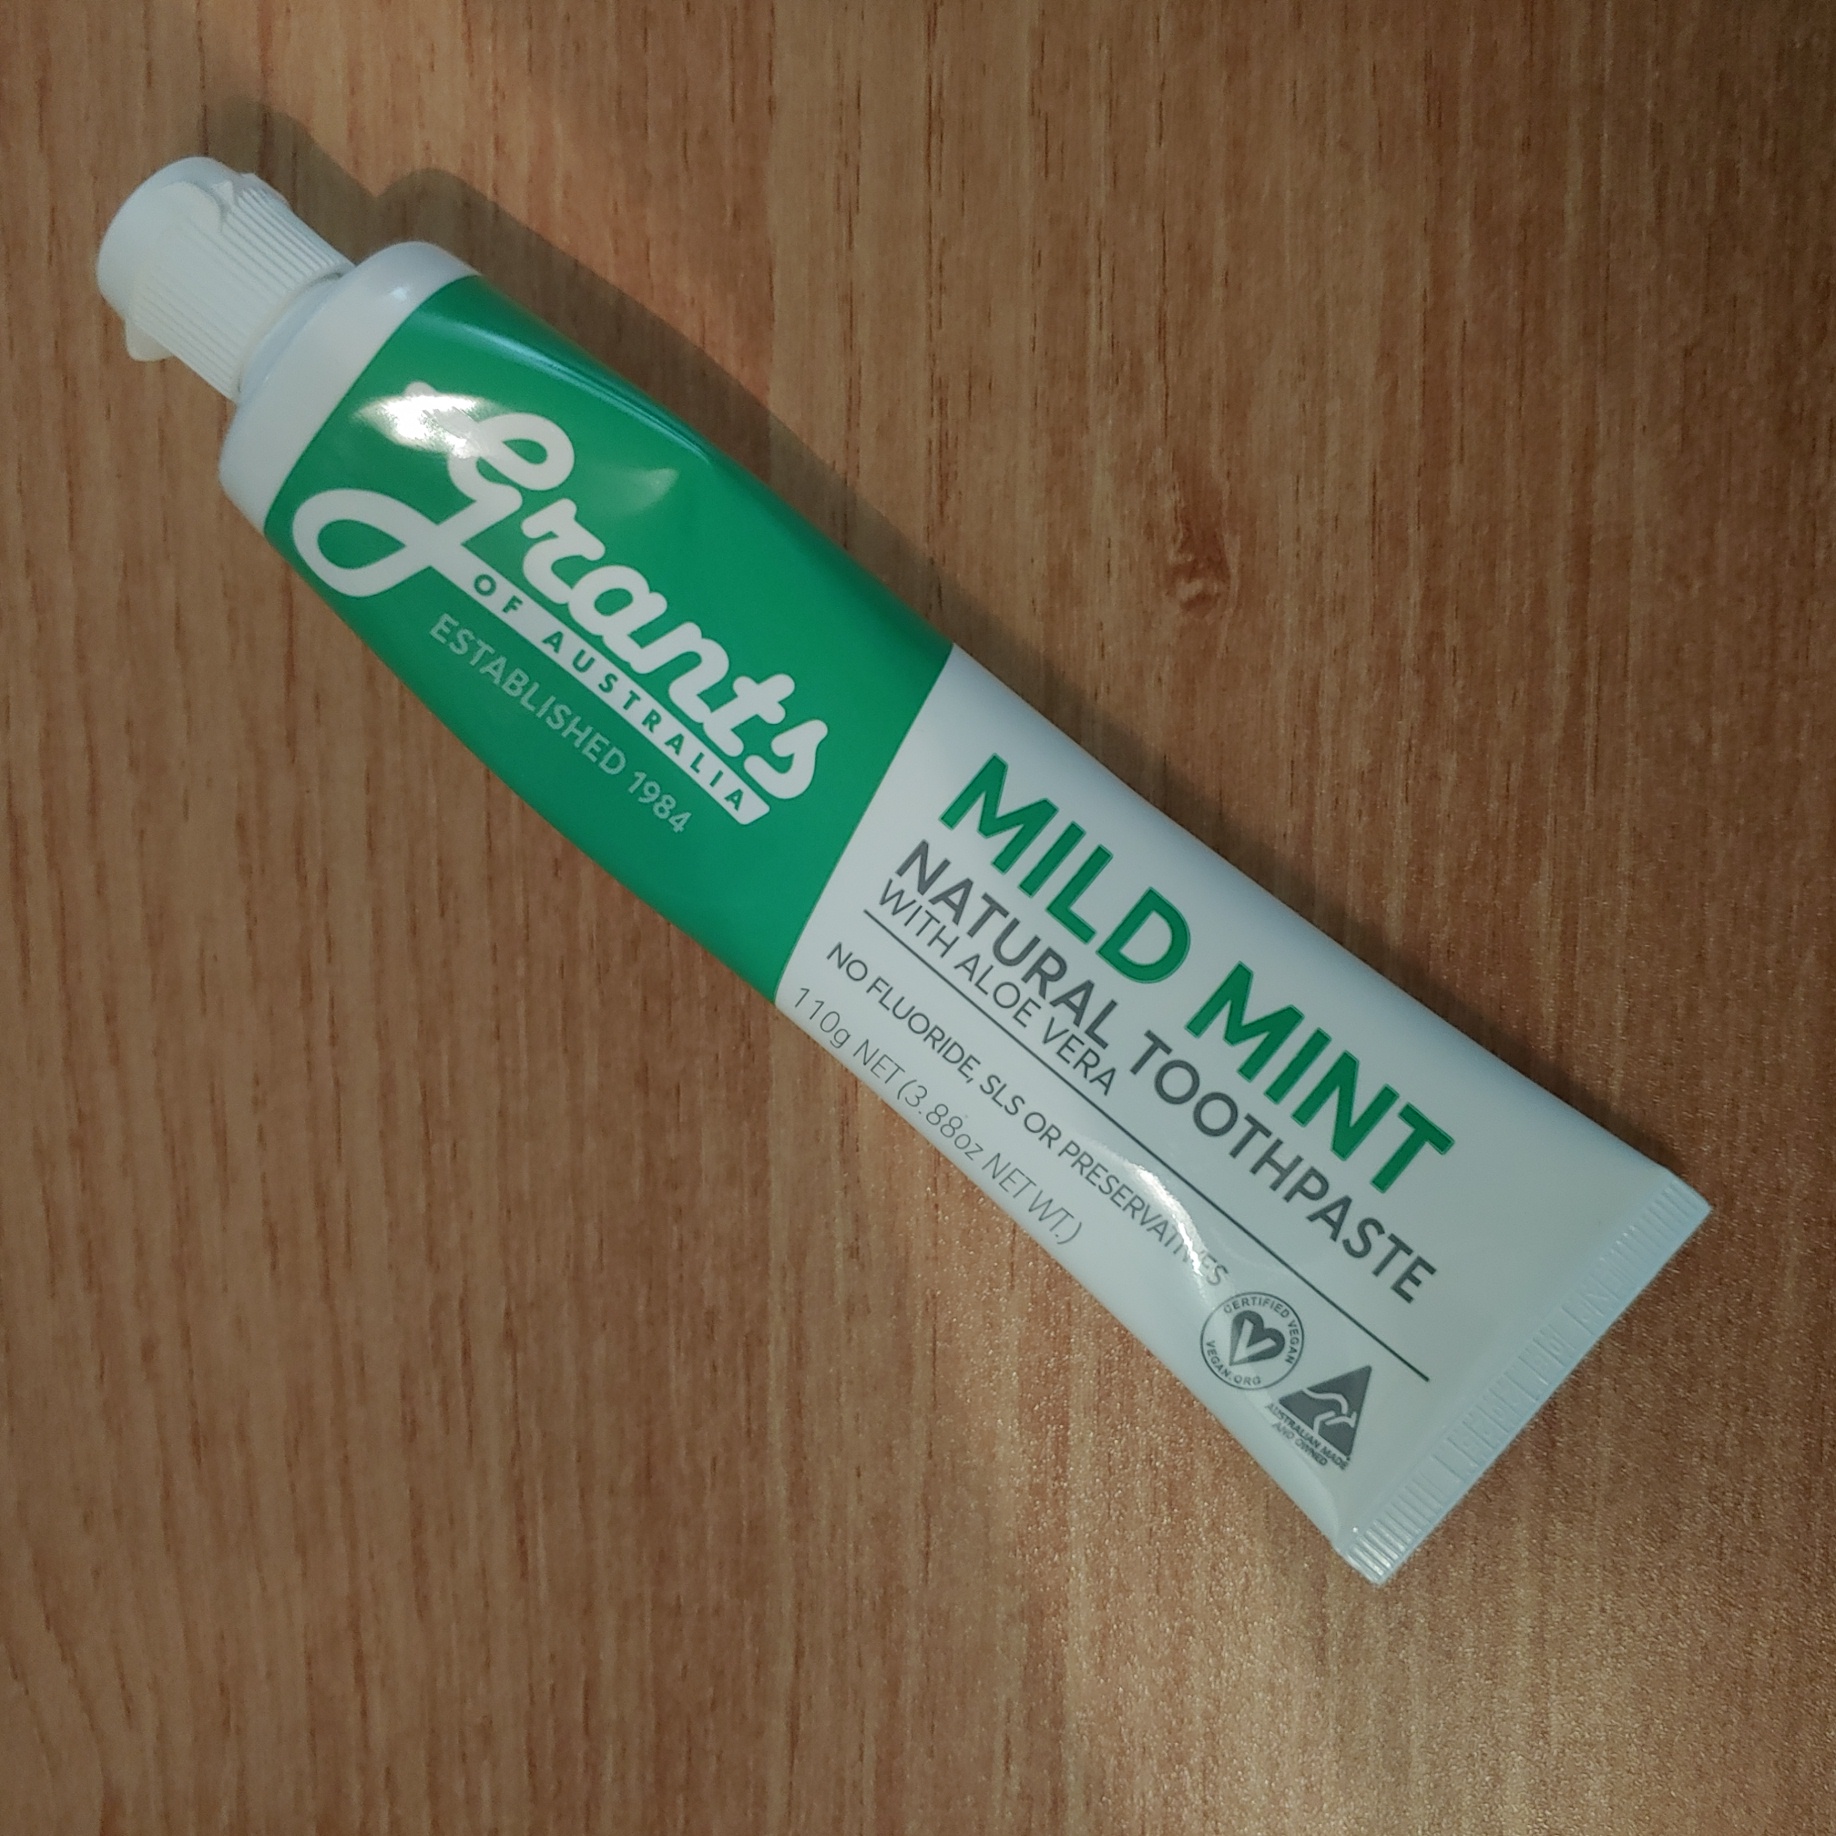 Grants
OF AUSTRALIA
ESTABLISHED 1984
MILD MINT
NATURAL TOOTHPASTE
WITH ALOE VERA
NO FLUORIDE, SLS OR PRESERVATIVES
110g NET (3.88oz NET WT.)
CERTIFIED VEGAN
VEGAN.ORG
AUSTRALIAN MADE
AND OWNED